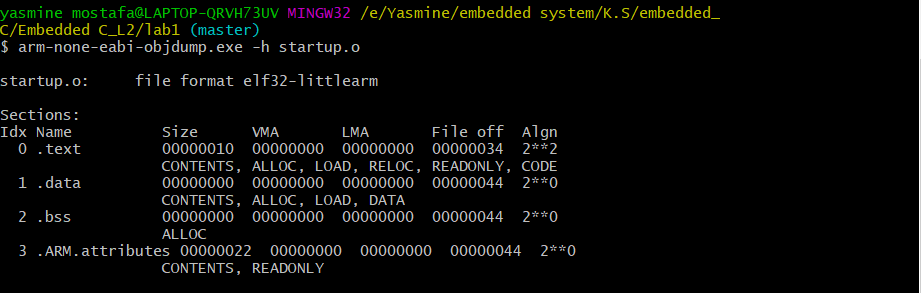 yasmine mostafa@LAPTOP-QRVH73UV MINGW32 /e/Yasmine/embedded system/K.S/embedded_
C/Embedded C_L2/lab1 (master)
$ arm-none-eabi-objdump.exe -h startup.o
startup.o:     file format elf32-littlearm
Sections:
Idx Name          Size      VMA       LMA       File off  Algn
  0 .text         00000010  00000000  00000000  00000034  2**2
                  CONTENTS, ALLOC, LOAD, RELOC, READONLY, CODE
  1 .data         00000000  00000000  00000000  00000044  2**0
                  CONTENTS, ALLOC, LOAD, DATA
  2 .bss          00000000  00000000  00000000  00000044  2**0
                  ALLOC
  3 .ARM.attributes 00000022  00000000  00000000  00000044  2**0
                  CONTENTS, READONLY